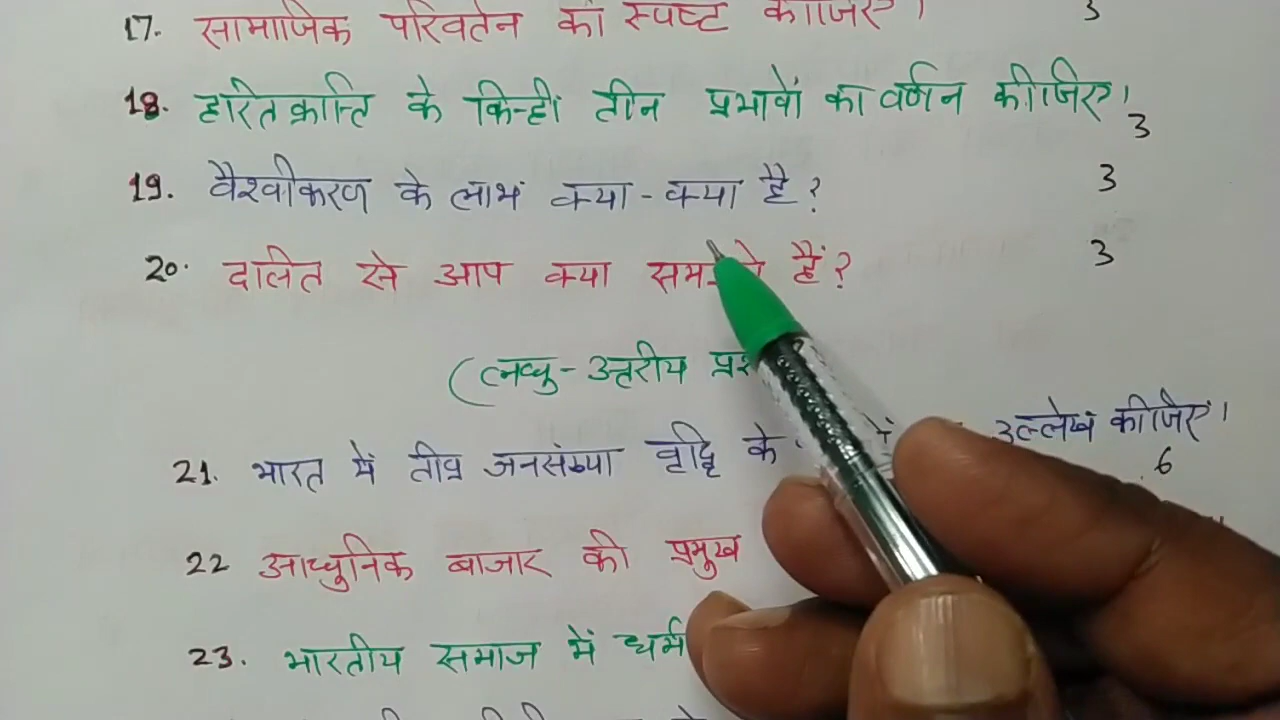 17. सामाजिक परिवर्तन को स्पष्ट कीजिए। 3
18. हरित क्रान्ति के किन्हीं तीन प्रभावों का वर्णन कीजिए।
3
19. वैश्वीकरण के लाभ क्या-क्या है? 3
20. दलित से आप क्या समझते हैं? 3
(लघु-उत्तरीय
21. भारत में तीव्र जनसंख्या वृद्धि के उल्लेख कीजिए।
6
22 आधुनिक बाजार की प्रमुख
23. भारतीय समाज में धर्म